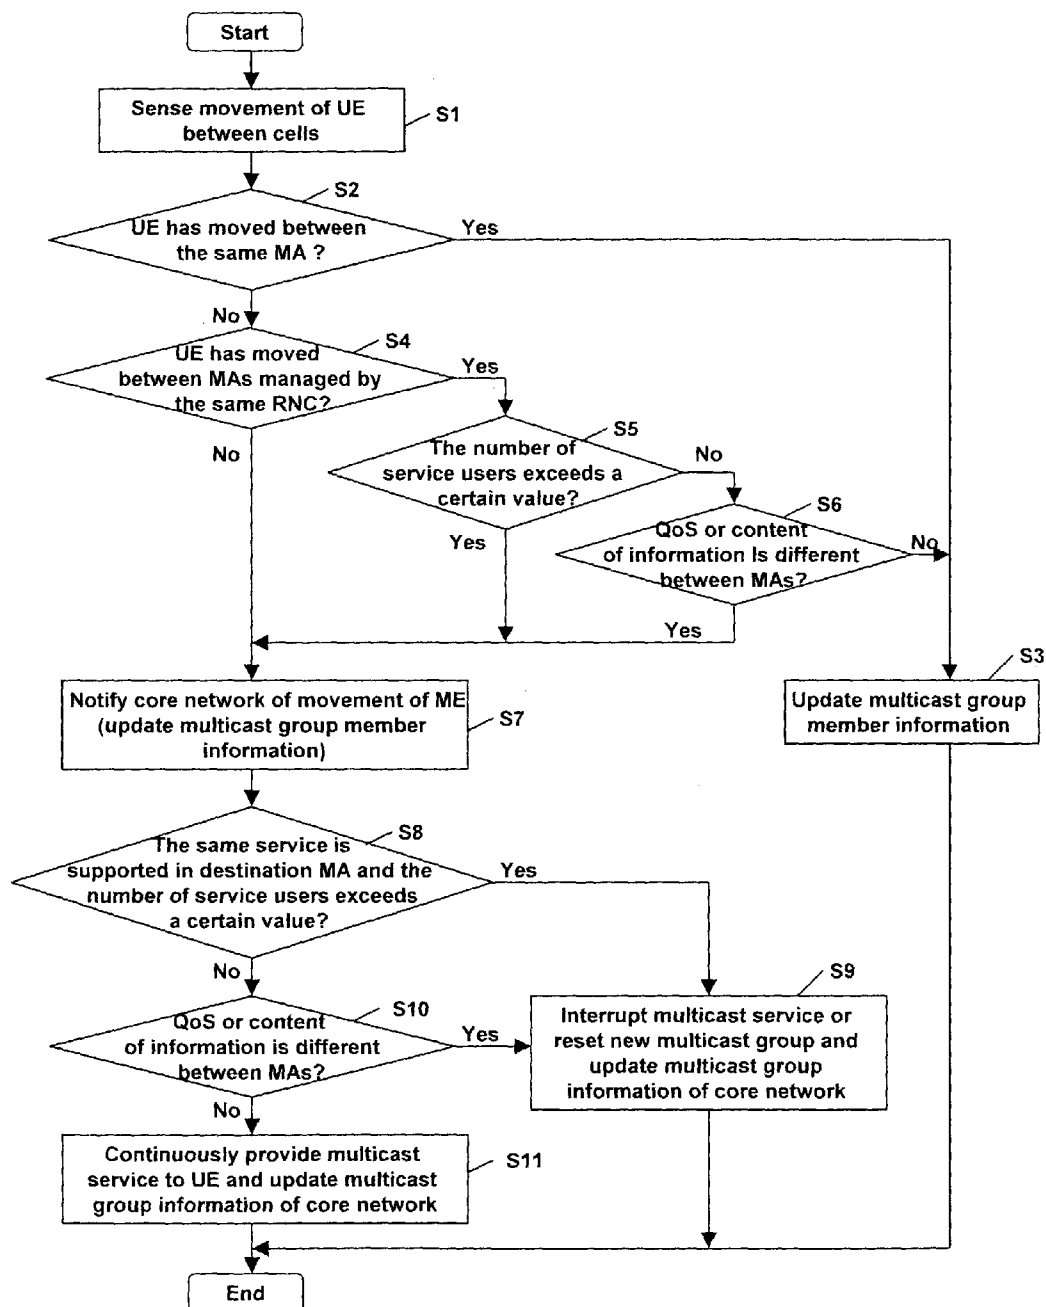 Start
Sense movement of UE
between cells
S1
S2
UE has moved between
the same MA ?
Yes
No
S4
UE has moved
between MAs managed by
the same RNC?
Yes
No
S5
The number of
service users exceeds a
certain value?
No
Yes
S6
QoS or content
of information Is different
between MAs?
No
Yes
S3
Update multicast group
member information
Notify core network of movement of ME
(update multicast group member
information)
S7
S8
The same service is
supported in destination MA and the
number of service users exceeds
a certain value?
Yes
No
S9
Interrupt multicast service or
reset new multicast group and
update multicast group
information of core network
S10
QoS or content
of information is different
between MAs?
Yes
No
Continuously provide multicast
service to UE and update multicast
group information of core network
S11
End